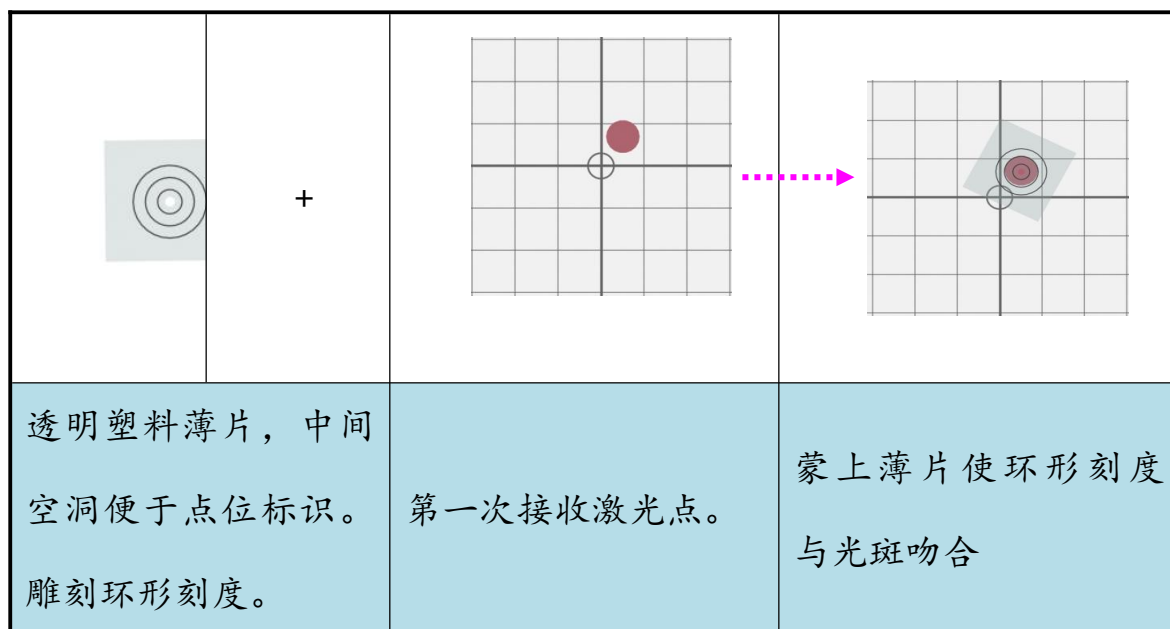 +
透明塑料薄片，中间
空洞便于点位标识。
雕刻环形刻度。
第一次接收激光点。
蒙上薄片使环形刻度
与光斑吻合